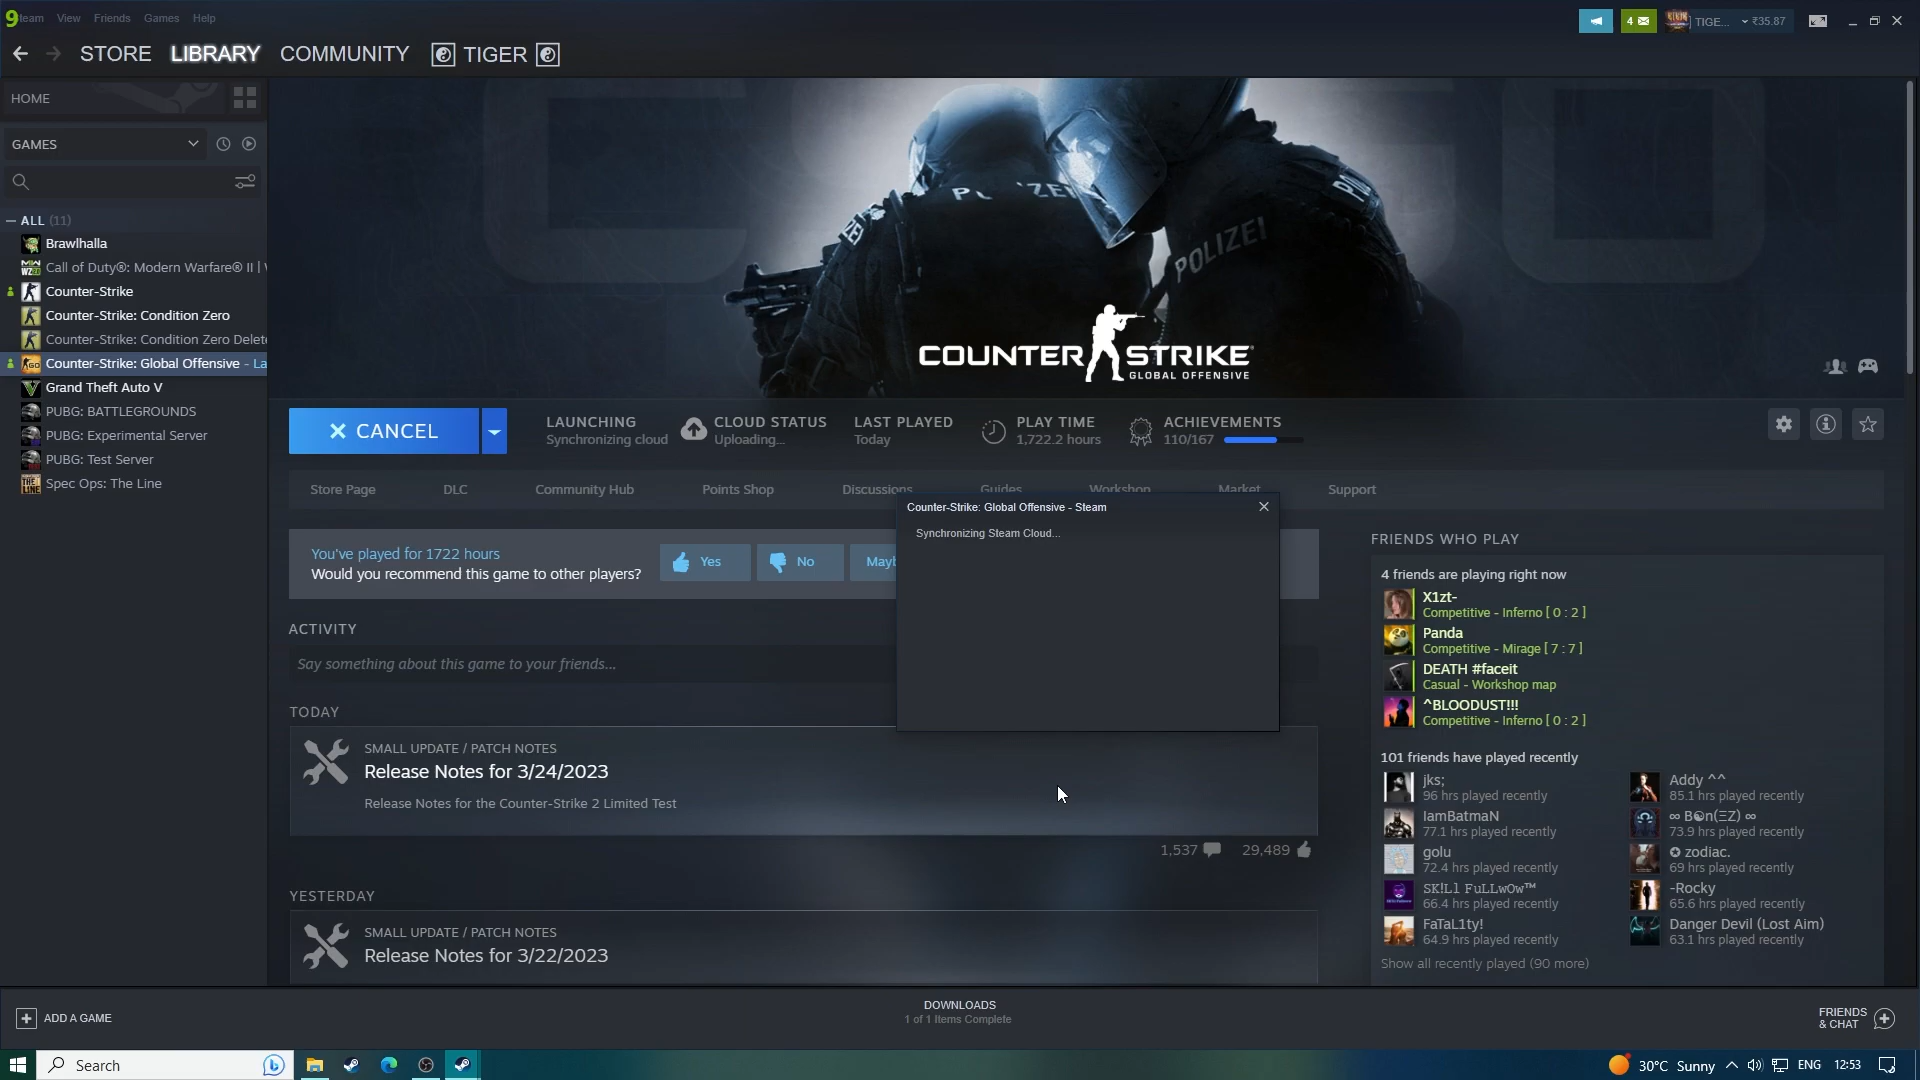 9
team View Friends Games Help
4
TIGE... ₹35.87
STORE LIBRARY COMMUNITY TIGER
HOME
GAMES
ALL (11)
Brawlhalla
Call of Duty®: Modern Warfare® II |
Counter-Strike
Counter-Strike: Condition Zero
Counter-Strike: Condition Zero Delete
Counter-Strike: Global Offensive - La
Grand Theft Auto V
PUBG: BATTLEGROUNDS
PUBG: Experimental Server
PUBG: Test Server
Spec Ops: The Line
POLIZEI
COUNTER STRIKE
GLOBAL OFFENSIVE
CANCEL
LAUNCHING
Synchronizing cloud
CLOUD STATUS
Uploading...
LAST PLAYED
Today
PLAY TIME
1,722.2 hours
ACHIEVEMENTS
110/167
Store Page DLC Community Hub Points Shop Discussions Guides Workshop Market Support
Counter-Strike: Global Offensive - Steam
Synchronizing Steam Cloud...
You've played for 1722 hours
Would you recommend this game to other players?
Yes No Mayb
ACTIVITY
Say something about this game to your friends...
TODAY
SMALL UPDATE / PATCH NOTES
Release Notes for 3/24/2023
Release Notes for the Counter-Strike 2 Limited Test
1,537 29,489
YESTERDAY
SMALL UPDATE / PATCH NOTES
Release Notes for 3/22/2023
FRIENDS WHO PLAY
4 friends are playing right now
X1zt-
Competitive - Inferno [ 0 : 2 ]
Panda
Competitive - Mirage [ 7 : 7 ]
DEATH #faceit
Casual - Workshop map
^BLOODUST!!!
Competitive - Inferno [ 0 : 2 ]
101 friends have played recently
jks;
96 hrs played recently
Addy ^^
85.1 hrs played recently
IamBatmaN
77.1 hrs played recently
∞ B☯n(ΞZ) ∞
73.9 hrs played recently
golu
72.4 hrs played recently
✪ zodiac.
69 hrs played recently
SK!L1 FuLLwOw™
66.4 hrs played recently
-Rocky
65.6 hrs played recently
FaTaL1ty!
64.9 hrs played recently
Danger Devil (Lost Aim)
63.1 hrs played recently
Show all recently played (90 more)
ADD A GAME
DOWNLOADS
1 of 1 Items Complete
FRIENDS
& CHAT
Search
30°C Sunny ENG 12:53